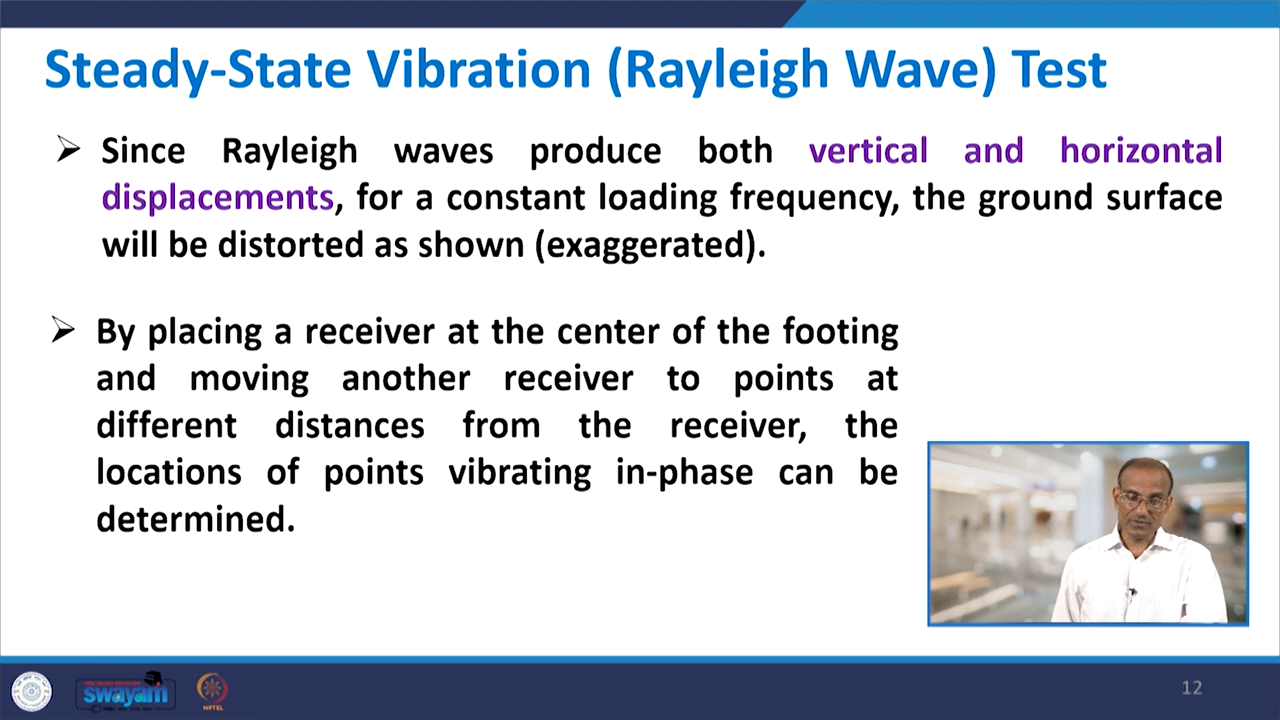 Steady-State Vibration (Rayleigh Wave) Test
➢ Since Rayleigh waves produce both vertical and horizontal
displacements, for a constant loading frequency, the ground surface
will be distorted as shown (exaggerated).
➢ By placing a receiver at the center of the footing
and moving another receiver to points at
different distances from the receiver, the
locations of points vibrating in-phase can be
determined.
swayam
NPTEL
12